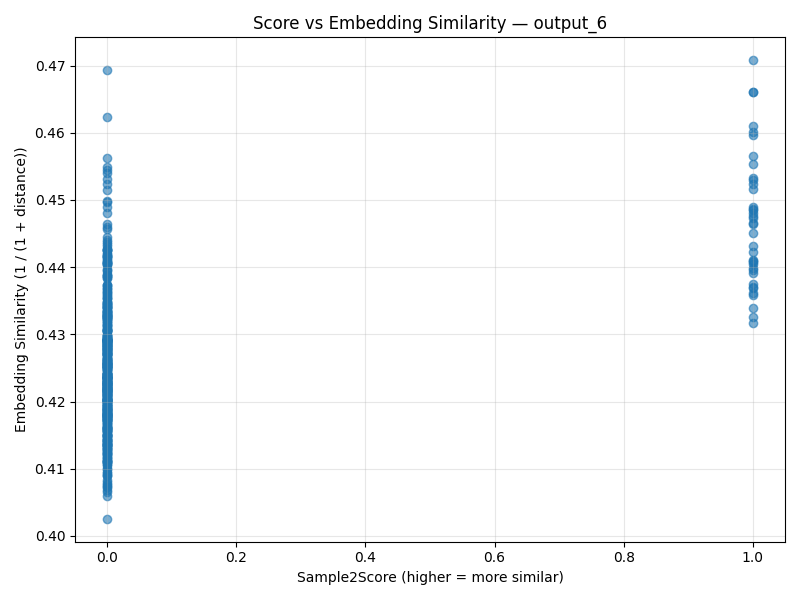 Score vs Embedding Similarity — output_6
Embedding Similarity (1 / (1 + distance))
0.47
0.46
0.45
0.44
0.43
0.42
0.41
0.40
0.0 0.2 0.4 0.6 0.8 1.0
Sample2Score (higher = more similar)